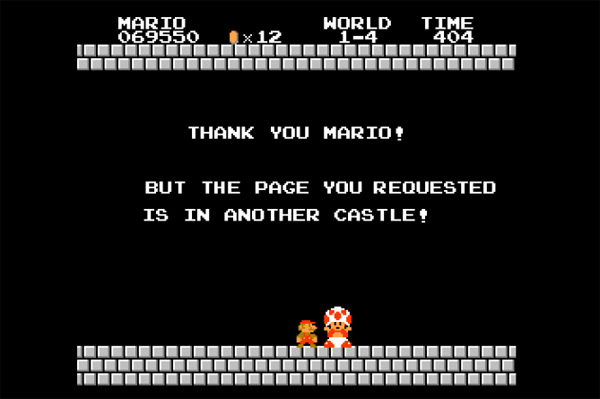 MARIO WORLD TIME
069550 ×12 1-4 404
THANK YOU MARIO!
BUT THE PAGE YOU REQUESTED
IS IN ANOTHER CASTLE!